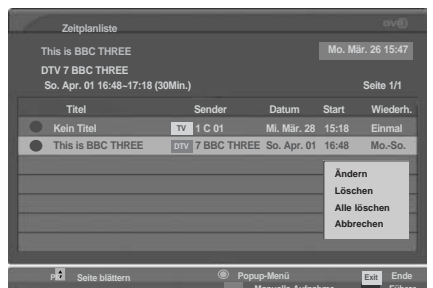 Zeitplanliste
This is BBC THREE
Mo. Mär. 26 15:47
DTV 7 BBC THREE
So. Apr. 01 16:48~17:18 (30Min.)
Seite 1/1
Titel Sender Datum Start Wiederh.
Kein Titel TV 1 C 01 Mi. Mär. 28 15:18 Einmal
This is BBC THREE DTV 7 BBC THREE So. Apr. 01 16:48 Mo.-So.
Ändern
Löschen
Alle löschen
Abbrechen
Seite blättern Popup-Menü Exit Ende
Manuelle Aufnahme Führer